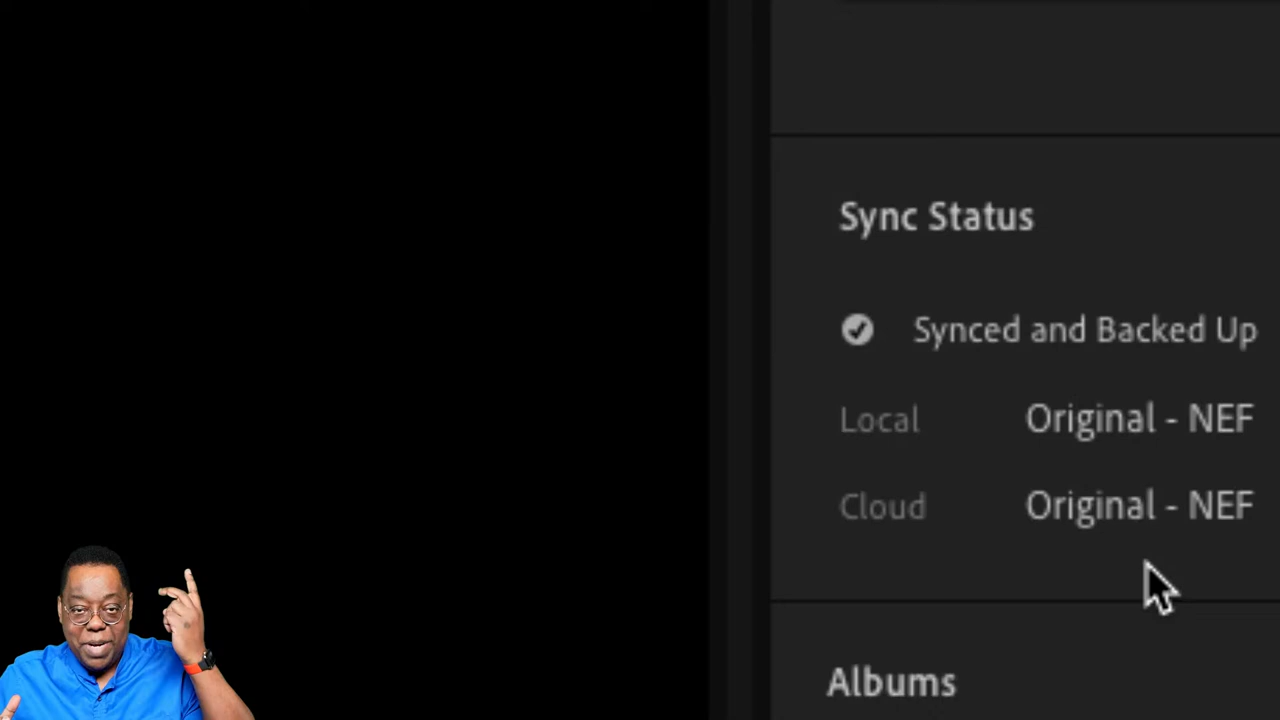 Sync Status
Synced and Backed Up
Local Original - NEF
Cloud Original - NEF
Albums